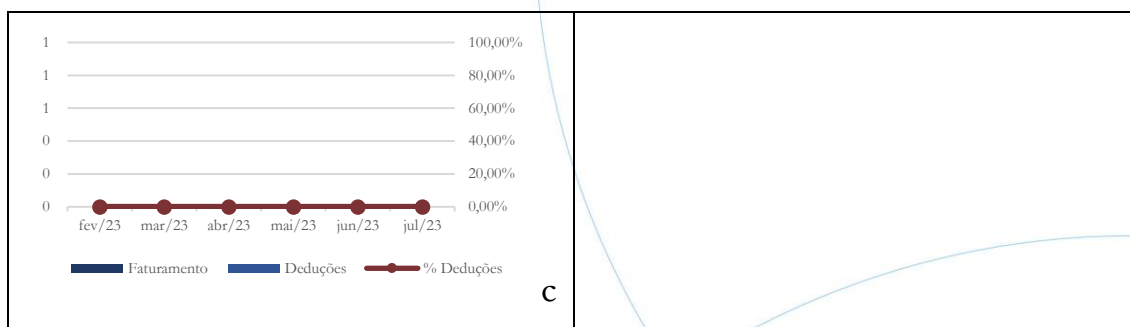 1 100,00%
1 80,00%
1 60,00%
0 40,00%
0 20,00%
0 0,00%
fev/23 mar/23 abr/23 mai/23 jun/23 jul/23
Faturamento Deduções % Deduções
c